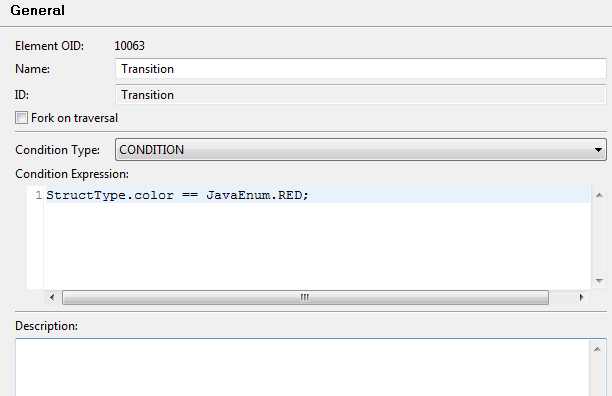 General
Element OID: 10063
Name: Transition
ID: Transition
Fork on traversal
Condition Type: CONDITION
Condition Expression:
1 StructType.color == JavaEnum.RED;
Description: